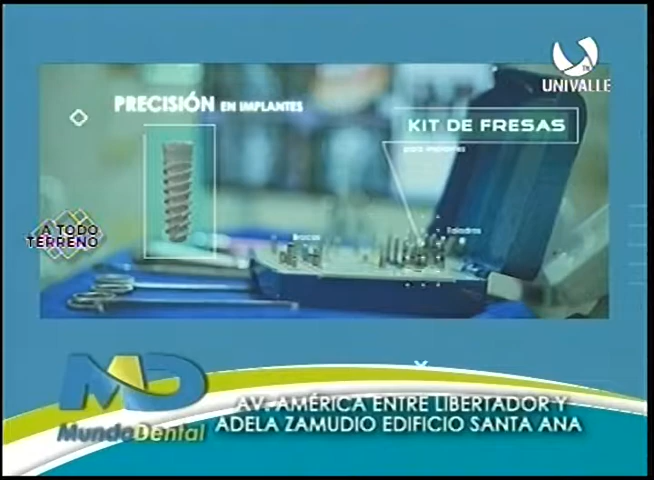 UNIVALLE
PRECISIÓN EN IMPLANTES
KIT DE FRESAS
para implantes
A TODO
TERRENO
Brocas
Taladros
MD
MundoDental
AV. AMÉRICA ENTRE LIBERTADOR Y
ADELA ZAMUDIO EDIFICIO SANTA ANA